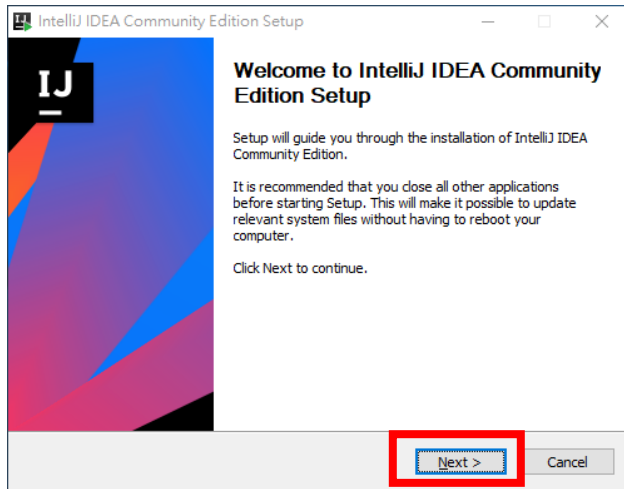 IntelliJ IDEA Community Edition Setup
IJ
Welcome to IntelliJ IDEA Community
Edition Setup
Setup will guide you through the installation of IntelliJ IDEA
Community Edition.
It is recommended that you close all other applications
before starting Setup. This will make it possible to update
relevant system files without having to reboot your
computer.
Click Next to continue.
Next >
Cancel